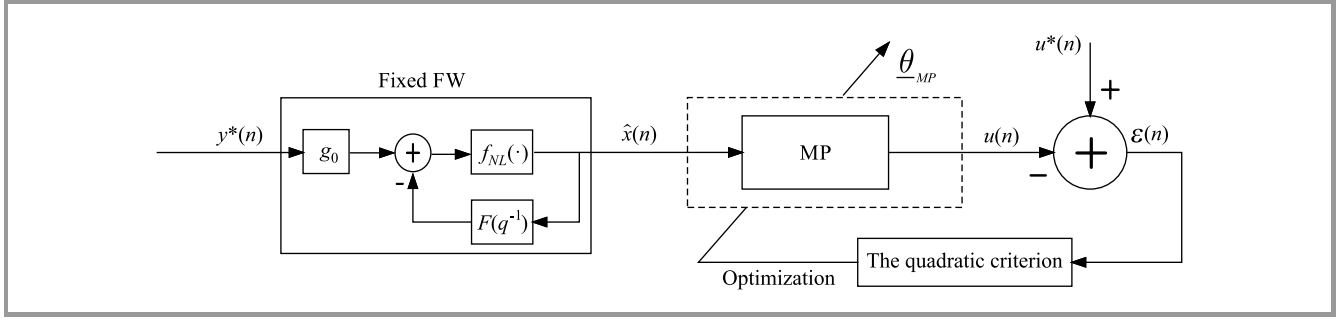 Fixed FW
y*(n)
g₀
+
-
f_NL(·)
F(q⁻¹)
x̂(n)
MP
θ_MP
u(n)
u*(n)
+
-
+
ε(n)
The quadratic criterion
Optimization